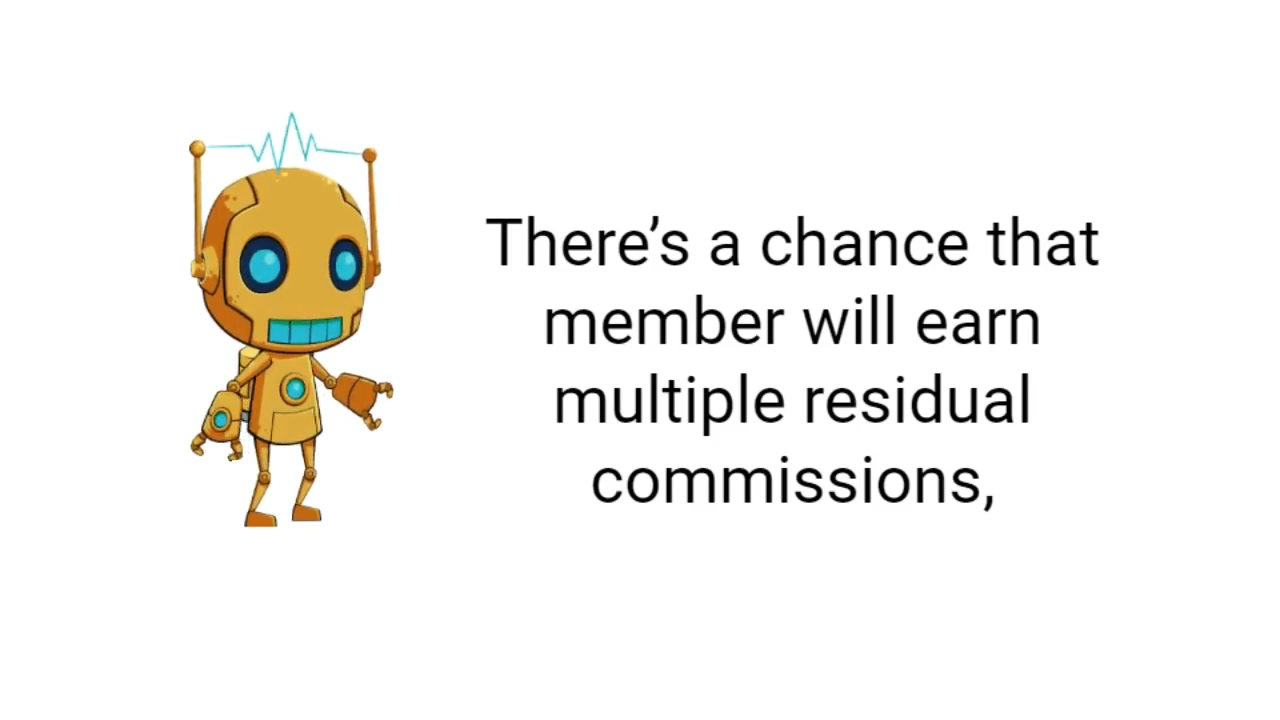 There’s a chance that
member will earn
multiple residual
commissions,